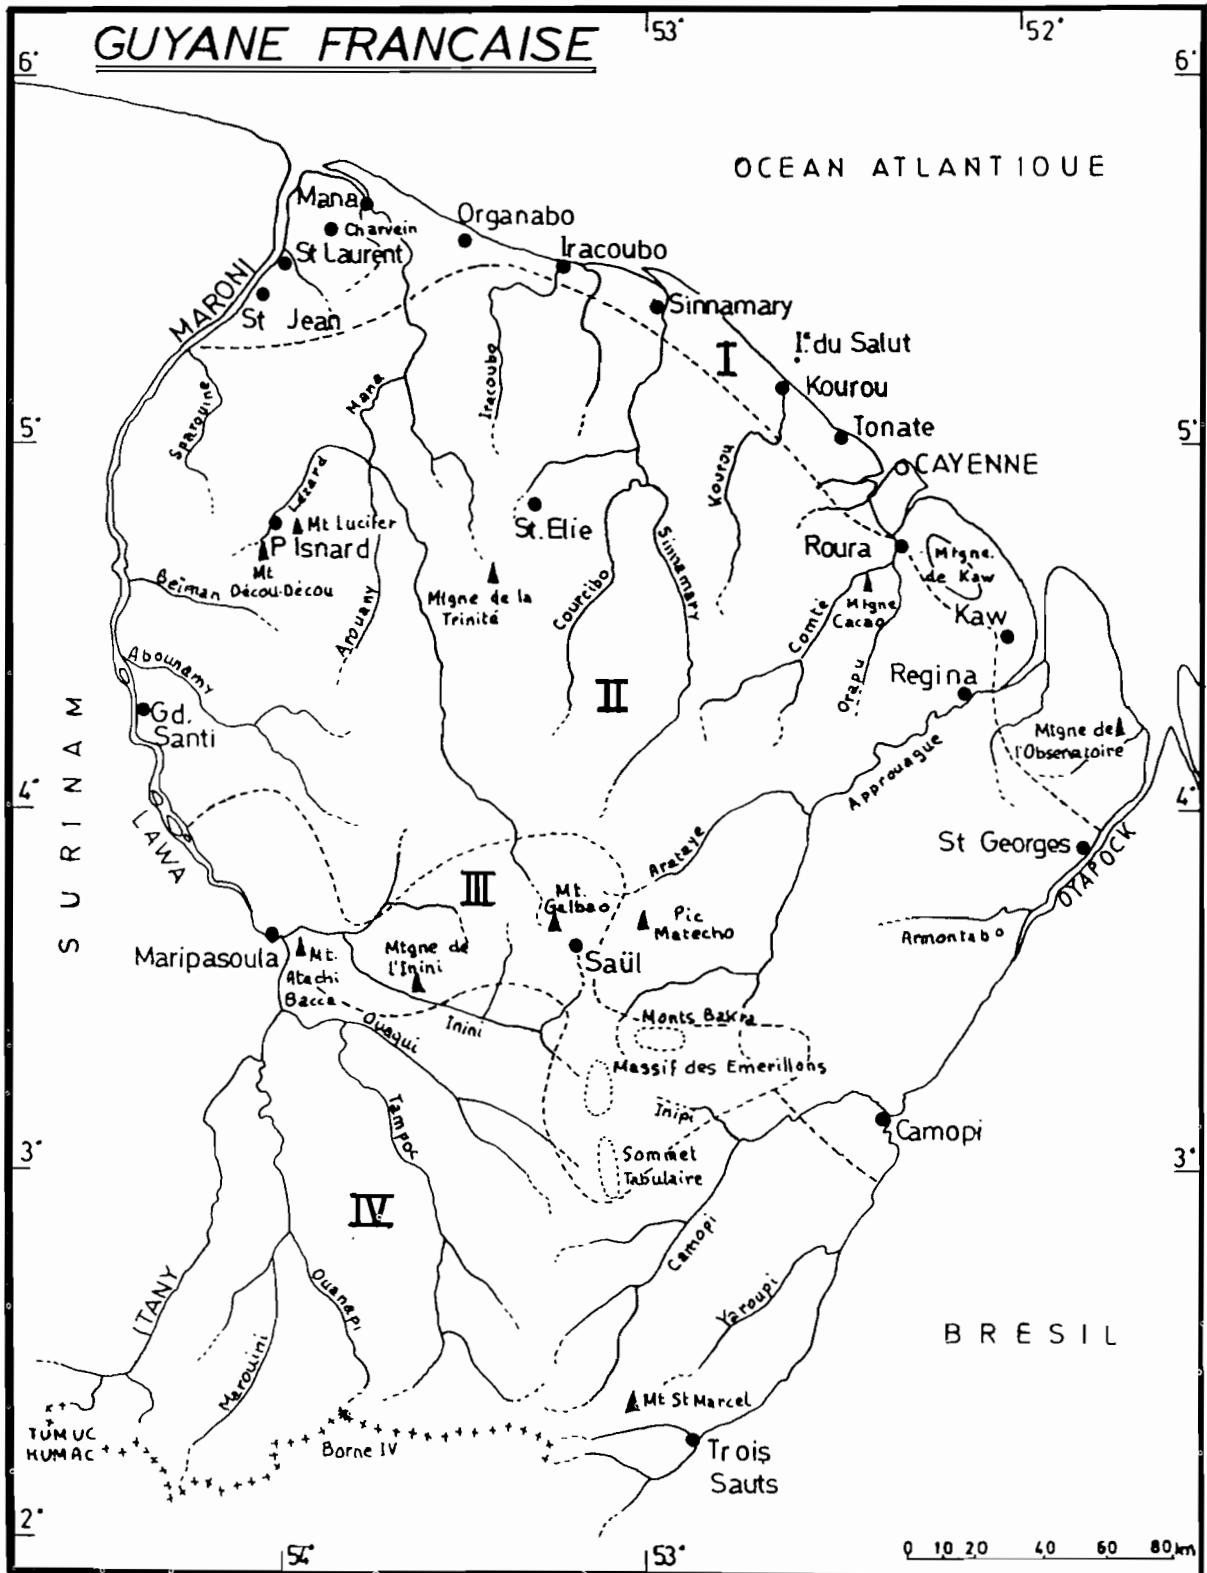 GUYANE FRANCAISE
53°
52°
6°
6°
OCEAN ATLANTIQUE
Mana
Charvein
Organabo
St Laurent
Iracoubo
MARONI
St Jean
Sinnamary
Is. du Salut
I
Kourou
Sparouine
Mana
Iracoubo
Tonate
5°
5°
CAYENNE
Kourou
Lézard
Mt Lucifer
P Isnard
St. Elie
Sinnamary
Roura
Mtgne.
de Kaw
Mt
Décou-Décou
Beiman
Arouany
Mtgne de la
Trinité
Courcibo
Comté
Mtgne
Cacao
Kaw
Abounamy
II
Orapu
Regina
Gd.
Santi
SURINAM
Mtgne de
l'Obsenatoire
Approuague
4°
4°
LAWA
Arataye
St Georges
OYAPOCK
III
Mt.
Galbao
Pic
Matecho
Armontabo
Maripasoula
Mt.
Atachi
Bacca
Mtgne de
l'Inini
Saül
Ouaqui
Inini
Monts Bakra
Massif des Emerillons
Tampoc
Inipi
Camopi
3°
3°
Sommet
Tabulaire
IV
Camopi
ITANY
Ouanapi
Yaroupi
Marouini
BRESIL
Mt St Marcel
TUMUC
HUMAC
Borne IV
Trois
Sauts
2°
54°
53°
0 10 20 40 60 80 km